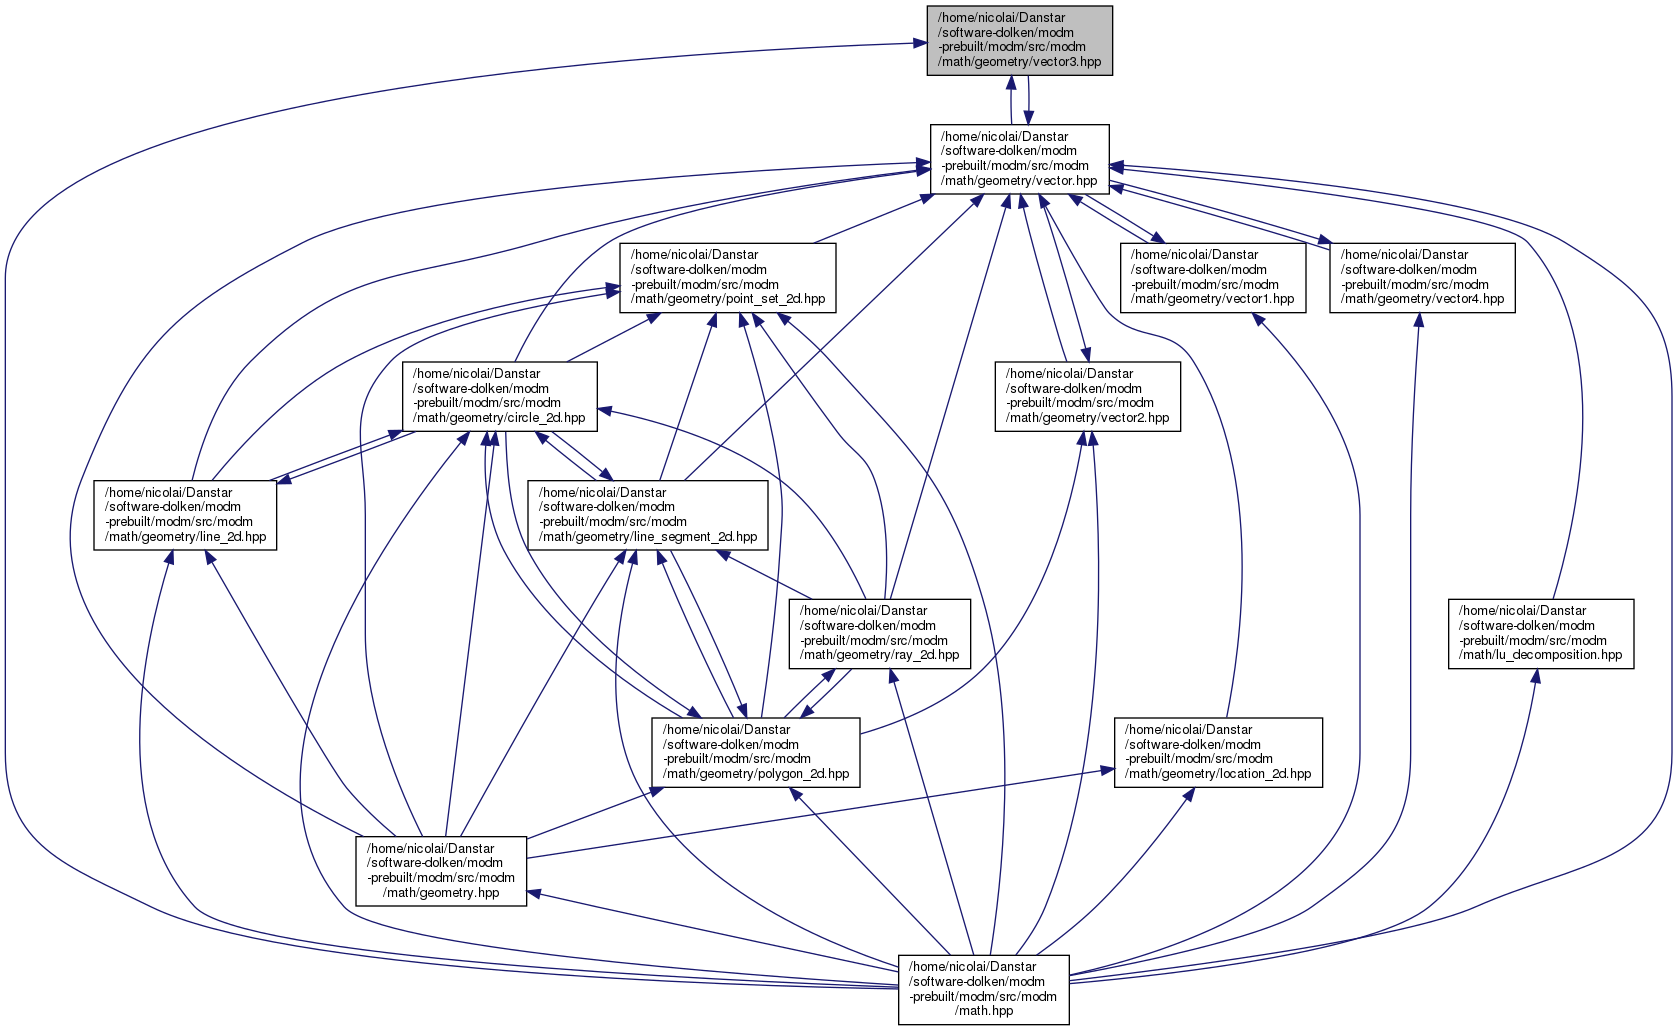 /home/nicolai/Danstar
/software-dolken/modm
-prebuilt/modm/src/modm
/math/geometry/vector3.hpp
/home/nicolai/Danstar
/software-dolken/modm
-prebuilt/modm/src/modm
/math/geometry/vector.hpp
/home/nicolai/Danstar
/software-dolken/modm
-prebuilt/modm/src/modm
/math/geometry/point_set_2d.hpp
/home/nicolai/Danstar
/software-dolken/modm
-prebuilt/modm/src/modm
/math/geometry/vector1.hpp
/home/nicolai/Danstar
/software-dolken/modm
-prebuilt/modm/src/modm
/math/geometry/vector4.hpp
/home/nicolai/Danstar
/software-dolken/modm
-prebuilt/modm/src/modm
/math/geometry/circle_2d.hpp
/home/nicolai/Danstar
/software-dolken/modm
-prebuilt/modm/src/modm
/math/geometry/vector2.hpp
/home/nicolai/Danstar
/software-dolken/modm
-prebuilt/modm/src/modm
/math/geometry/line_2d.hpp
/home/nicolai/Danstar
/software-dolken/modm
-prebuilt/modm/src/modm
/math/geometry/line_segment_2d.hpp
/home/nicolai/Danstar
/software-dolken/modm
-prebuilt/modm/src/modm
/math/geometry/ray_2d.hpp
/home/nicolai/Danstar
/software-dolken/modm
-prebuilt/modm/src/modm
/math/lu_decomposition.hpp
/home/nicolai/Danstar
/software-dolken/modm
-prebuilt/modm/src/modm
/math/geometry/polygon_2d.hpp
/home/nicolai/Danstar
/software-dolken/modm
-prebuilt/modm/src/modm
/math/geometry/location_2d.hpp
/home/nicolai/Danstar
/software-dolken/modm
-prebuilt/modm/src/modm
/math/geometry.hpp
/home/nicolai/Danstar
/software-dolken/modm
-prebuilt/modm/src/modm
/math.hpp